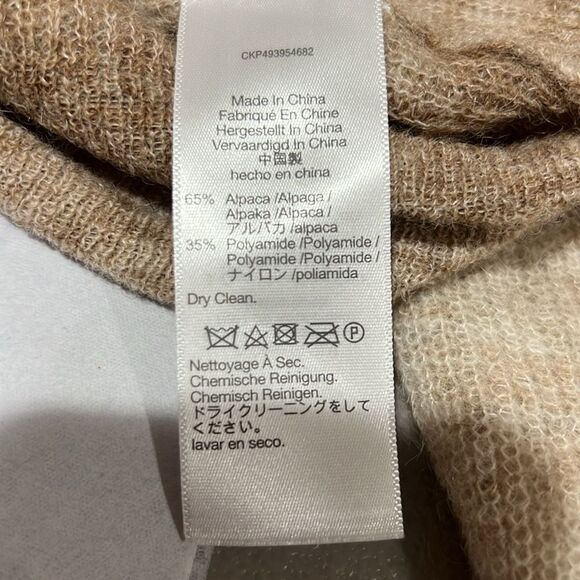 CKP493954682
Made In China
Fabriqué En Chine
Hergestellt In China
Vervaardigd In China
中国製
hecho en china
65% Alpaca /Alpaga /
Alpaka /Alpaca /
アルパカ /alpaca
35% Polyamide /Polyamide /
Polyamide /Polyamide /
ナイロン /poliamida
Dry Clean.
P
Nettoyage À Sec.
Chemische Reinigung.
Chemisch Reinigen.
ドライクリーニングをして
ください。
lavar en seco.